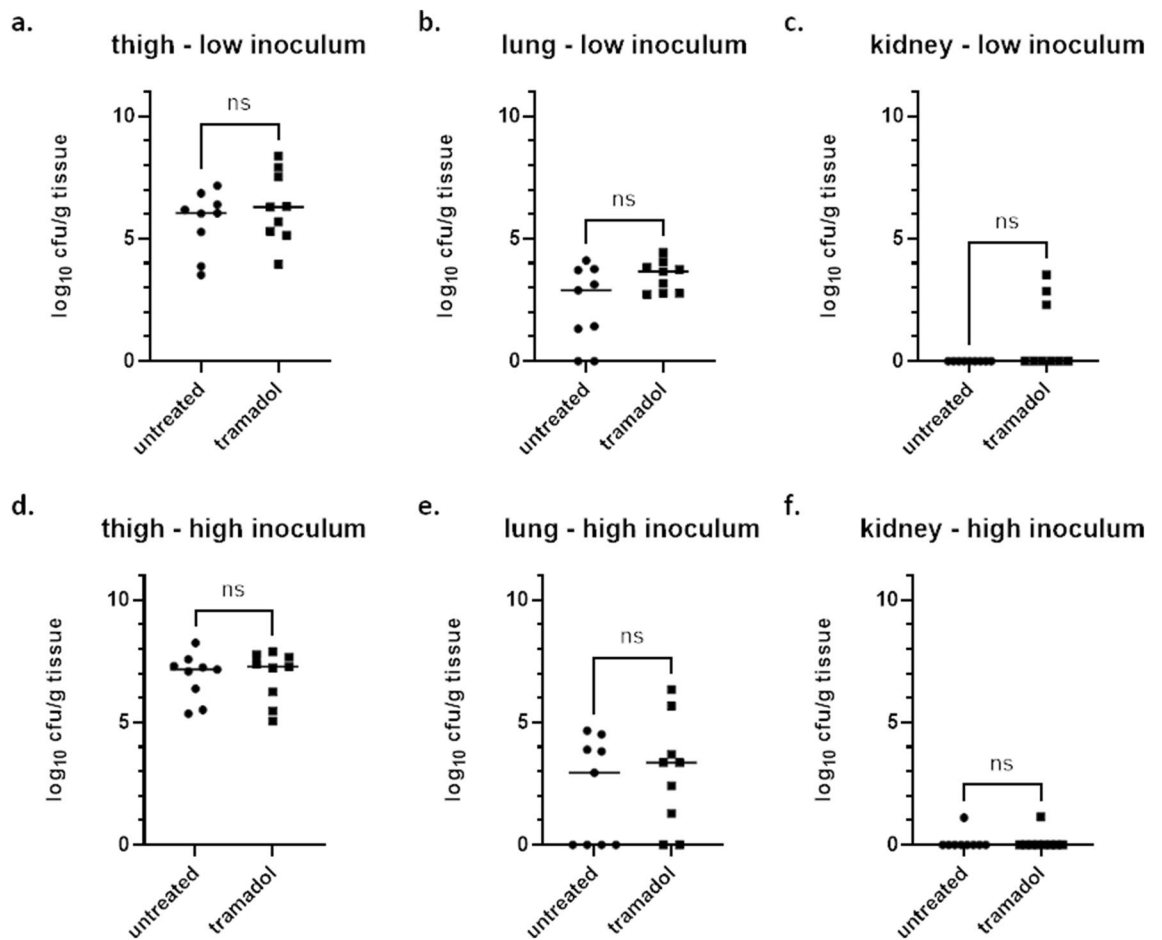 a.
thigh - low inoculum
log10 cfu/g tissue
10
5
0
ns
untreated
tramadol
b.
lung - low inoculum
log10 cfu/g tissue
10
5
0
ns
untreated
tramadol
c.
kidney - low inoculum
log10 cfu/g tissue
10
5
0
ns
untreated
tramadol
d.
thigh - high inoculum
log10 cfu/g tissue
10
5
0
ns
untreated
tramadol
e.
lung - high inoculum
log10 cfu/g tissue
10
5
0
ns
untreated
tramadol
f.
kidney - high inoculum
log10 cfu/g tissue
10
5
0
ns
untreated
tramadol